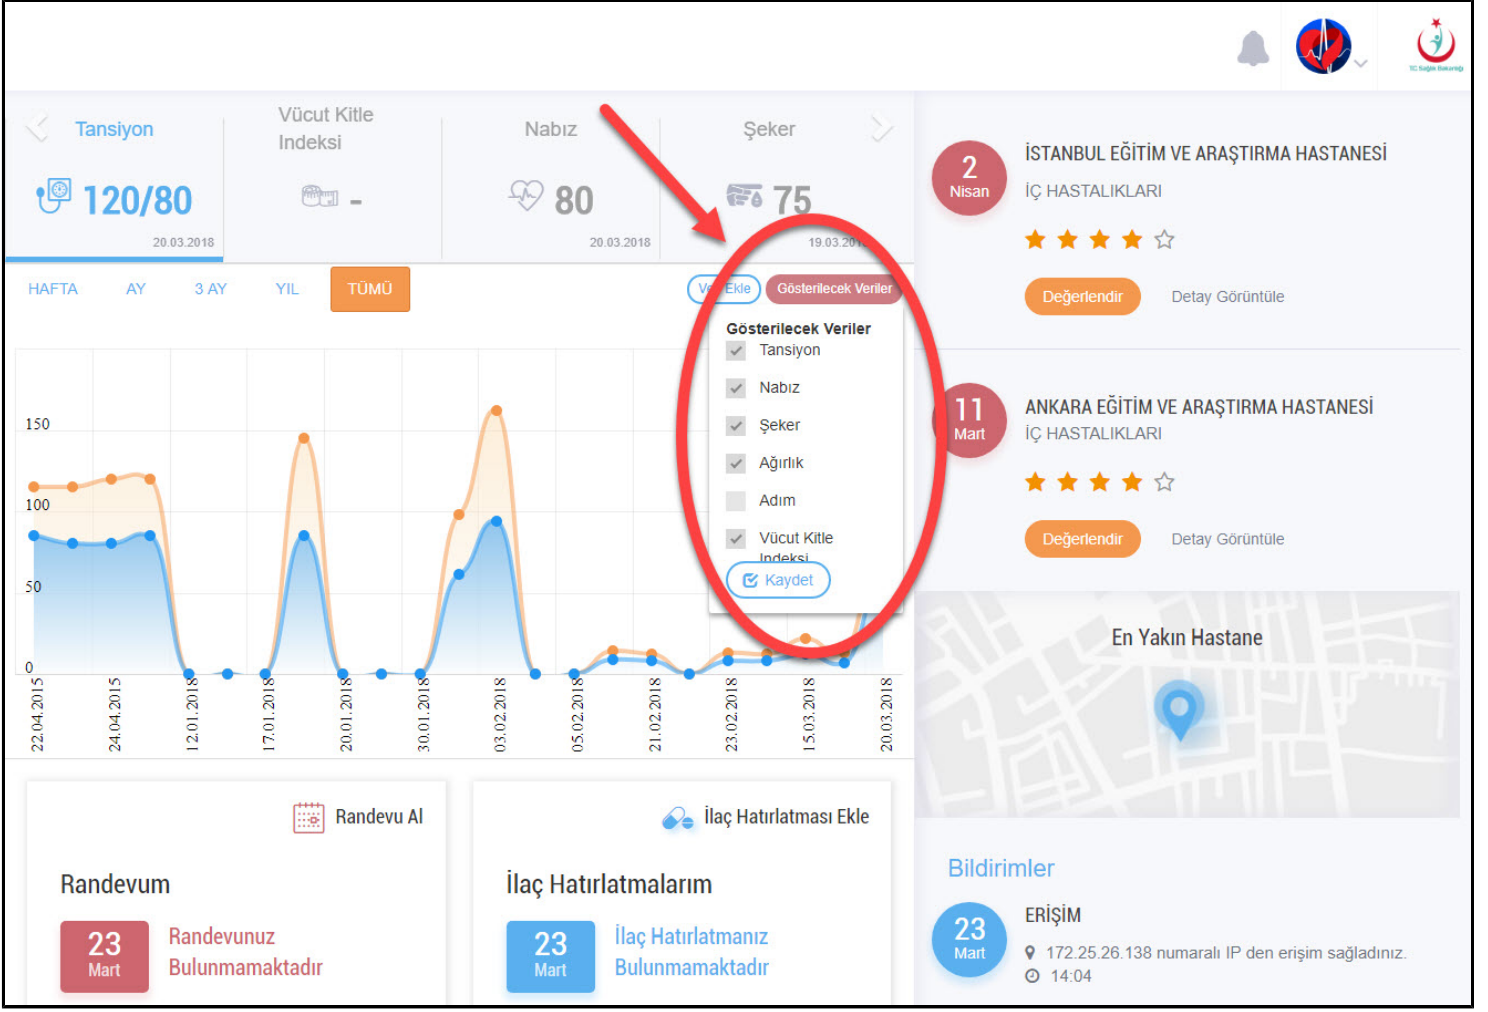 TC Sağlık Bakanlığı
Tansiyon
120/80
20.03.2018
Vücut Kitle
Indeksi
-
Nabız
80
20.03.2018
Şeker
75
19.03.2018
HAFTA
AY
3 AY
YIL
TÜMÜ
Ekle
Gösterilecek Veriler
Gösterilecek Veriler
Tansiyon
Nabız
Şeker
Ağırlık
Adım
Vücut Kitle
Indeksi
Kaydet
150
100
50
0
22.04.2015
24.04.2015
12.01.2018
17.01.2018
20.01.2018
30.01.2018
03.02.2018
05.02.2018
21.02.2018
23.02.2018
15.03.2018
20.03.2018
Randevu Al
Randevum
23
Mart
Randevunuz
Bulunmamaktadır
İlaç Hatırlatması Ekle
İlaç Hatırlatmalarım
23
Mart
İlaç Hatırlatmanız
Bulunmamaktadır
2
Nisan
İSTANBUL EĞİTİM VE ARAŞTIRMA HASTANESİ
İÇ HASTALIKLARI
Değerlendir
Detay Görüntüle
11
Mart
ANKARA EĞİTİM VE ARAŞTIRMA HASTANESİ
İÇ HASTALIKLARI
Değerlendir
Detay Görüntüle
En Yakın Hastane
Bildirimler
23
Mart
ERİŞİM
172.25.26.138 numaralı IP den erişim sağladınız.
14:04